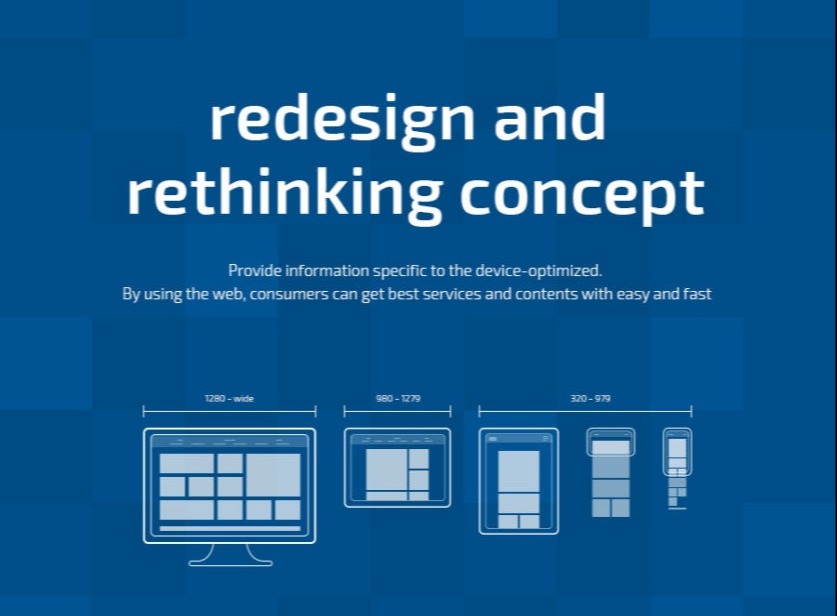 redesign and
rethinking concept
Provide information specific to the device-optimized.
By using the web, consumers can get best services and contents with easy and fast
1280 - wide
980 - 1279
320 - 979